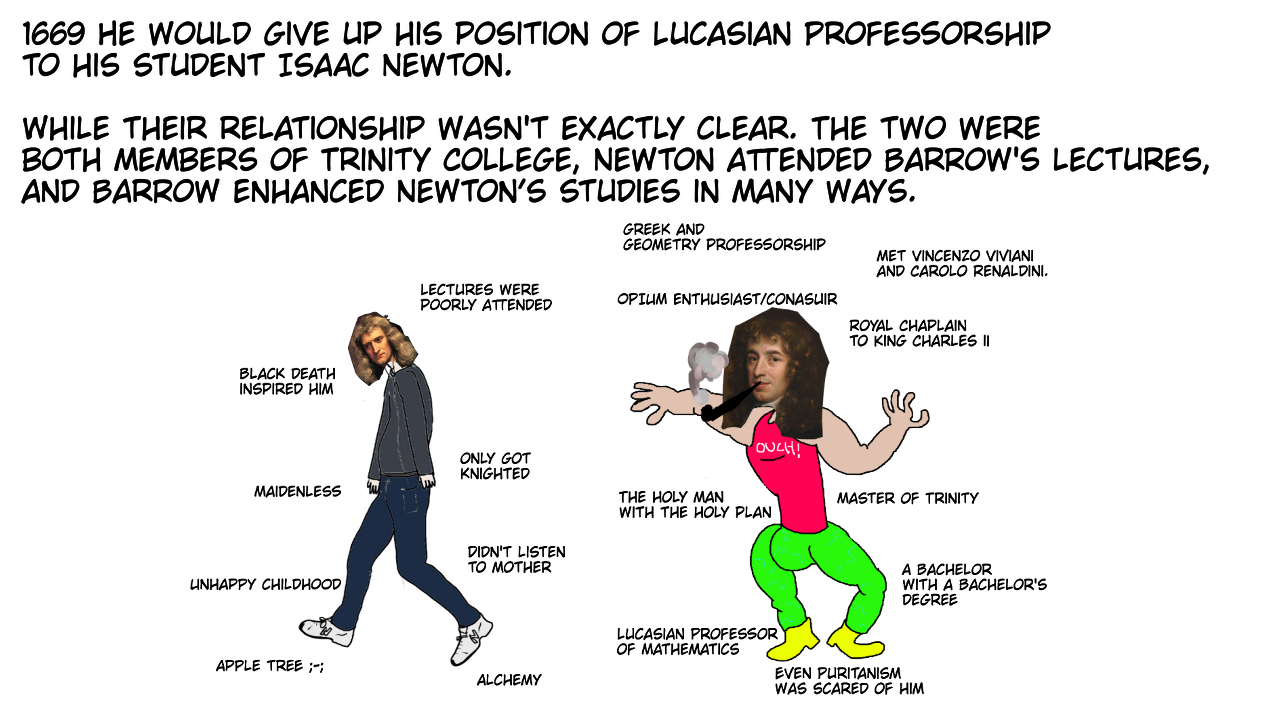 1669 HE WOULD GIVE UP HIS POSITION OF LUCASIAN PROFESSORSHIP
TO HIS STUDENT ISAAC NEWTON.
WHILE THEIR RELATIONSHIP WASN'T EXACTLY CLEAR. THE TWO WERE
BOTH MEMBERS OF TRINITY COLLEGE, NEWTON ATTENDED BARROW'S LECTURES,
AND BARROW ENHANCED NEWTON'S STUDIES IN MANY WAYS.
LECTURES WERE
POORLY ATTENDED
BLACK DEATH
INSPIRED HIM
ONLY GOT
KNIGHTED
MAIDENLESS
DIDN'T LISTEN
TO MOTHER
UNHAPPY CHILDHOOD
APPLE TREE ;-;
ALCHEMY
GREEK AND
GEOMETRY PROFESSORSHIP
MET VINCENZO VIVIANI
AND CAROLO RENALDINI.
OPIUM ENTHUSIAST/CONASUIR
ROYAL CHAPLAIN
TO KING CHARLES II
OUCH!
THE HOLY MAN
WITH THE HOLY PLAN
MASTER OF TRINITY
A BACHELOR
WITH A BACHELOR'S
DEGREE
LUCASIAN PROFESSOR
OF MATHEMATICS
EVEN PURITANISM
WAS SCARED OF HIM